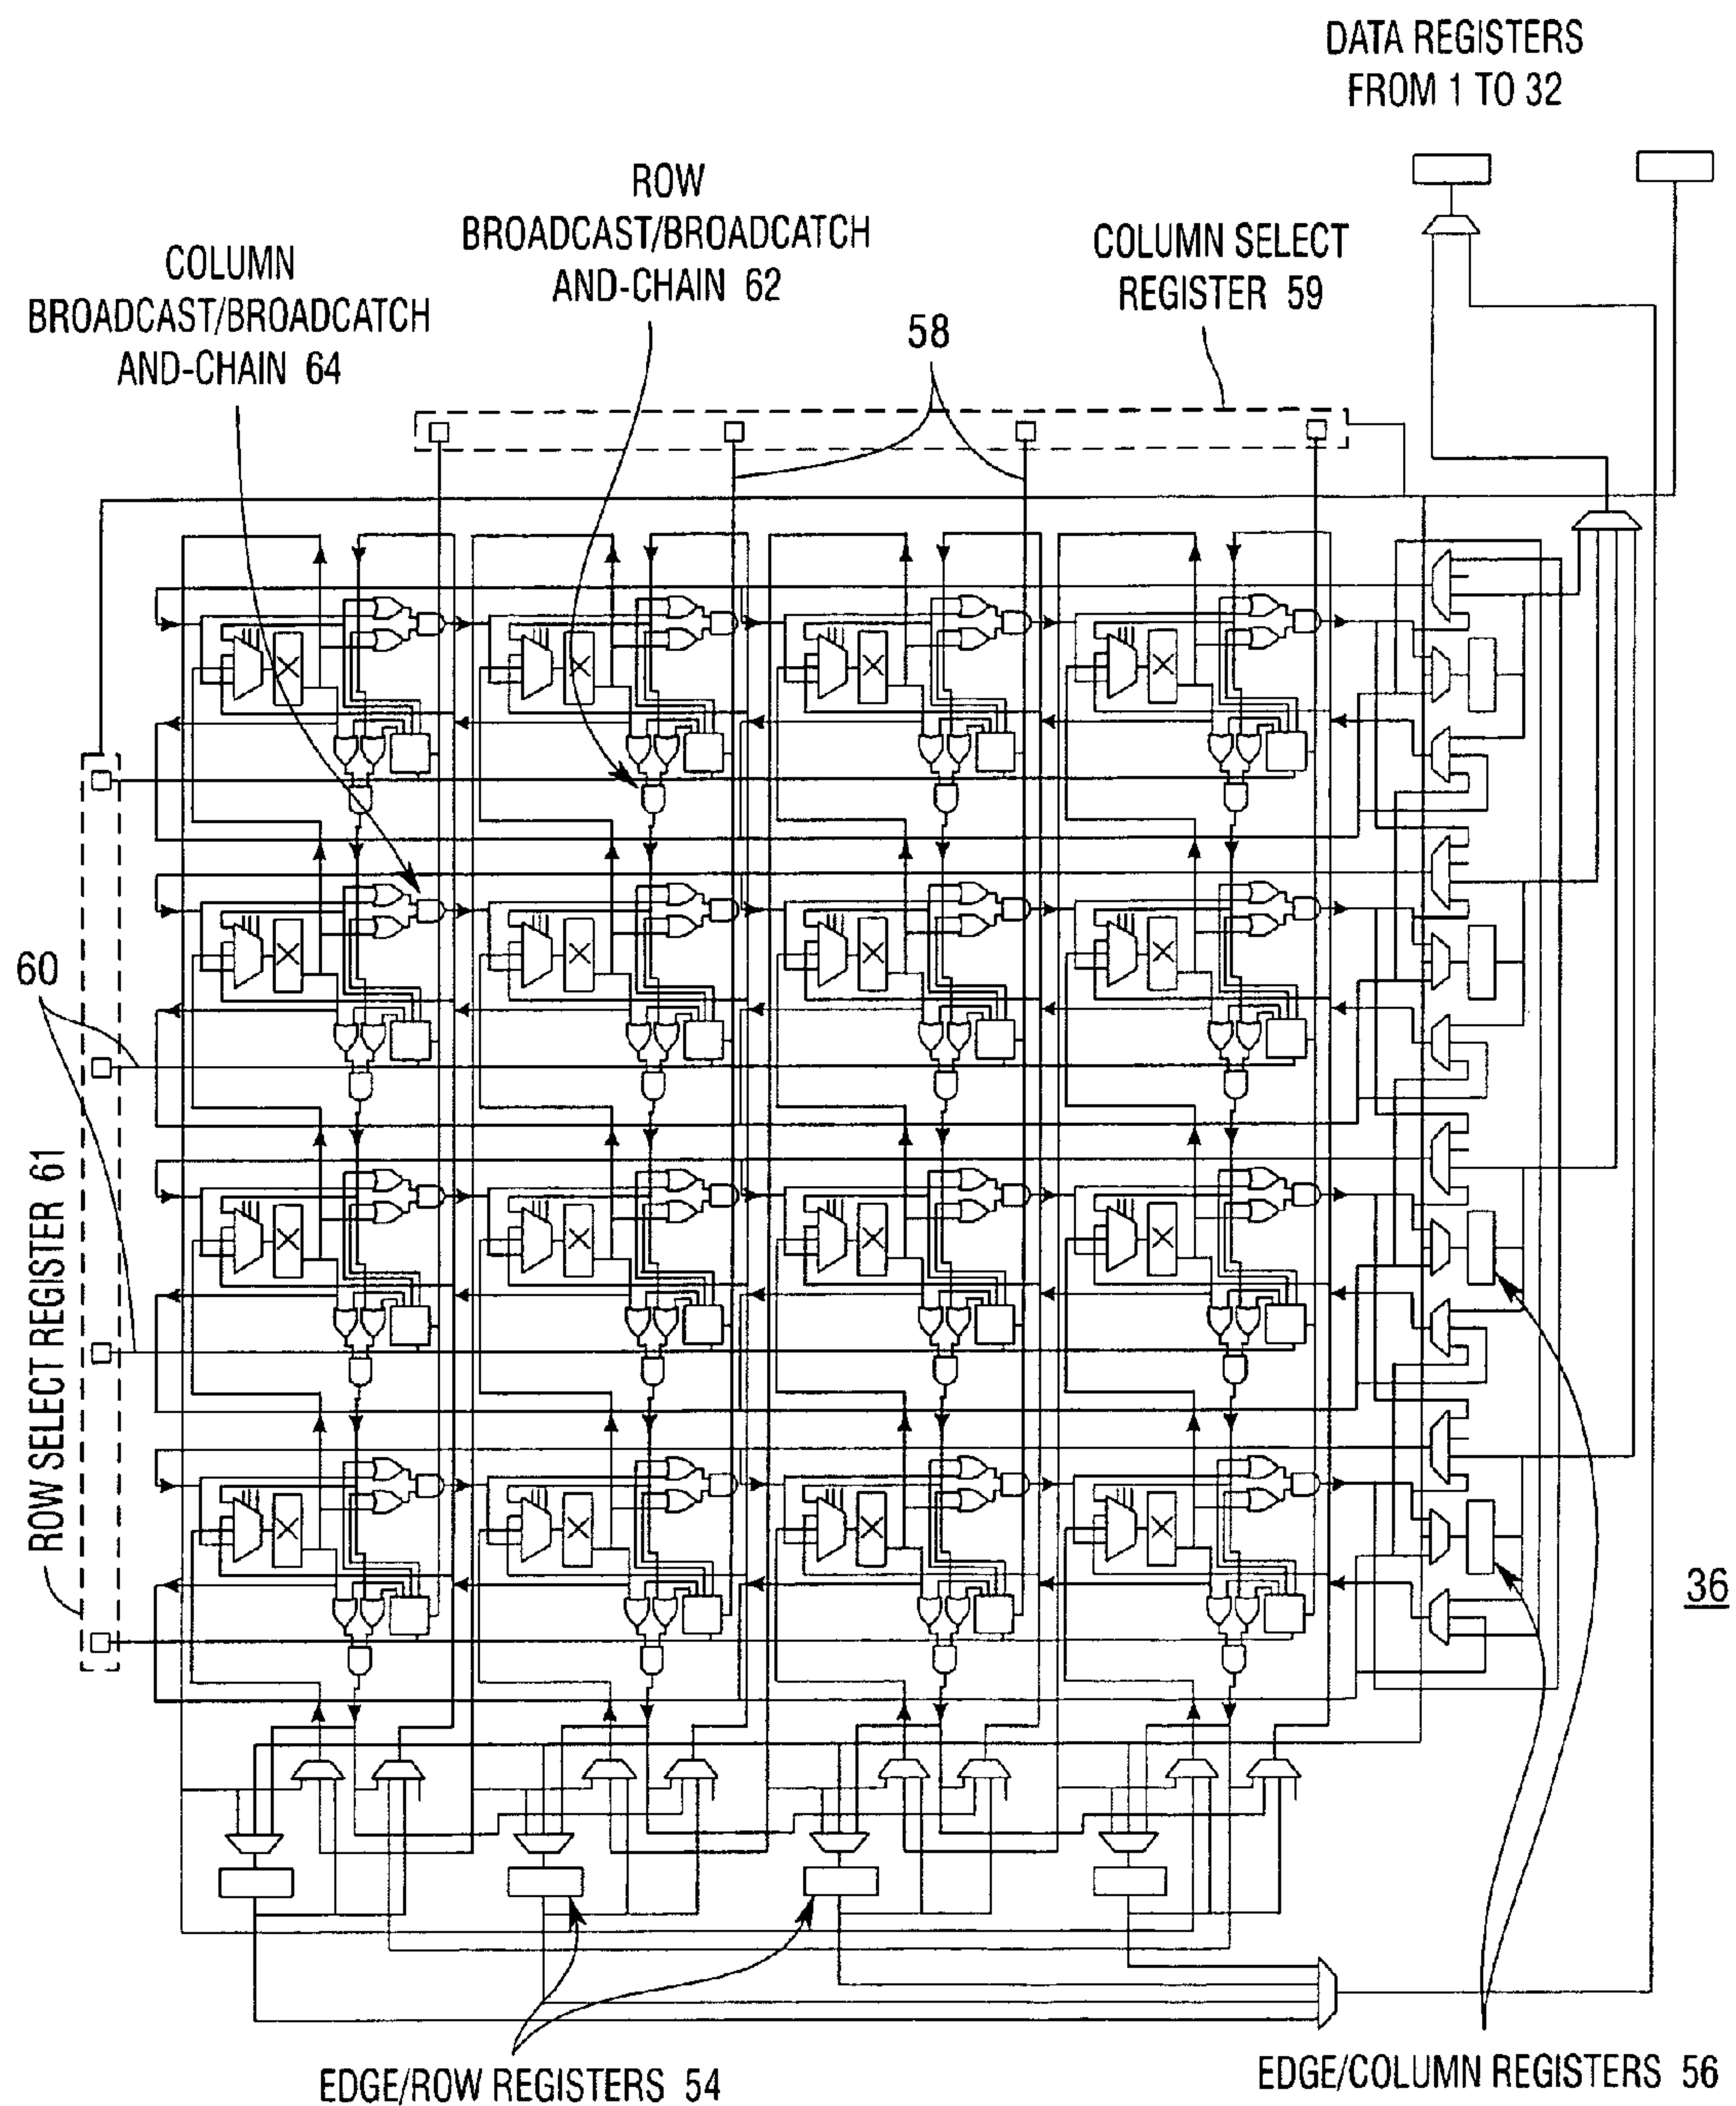 DATA REGISTERS
FROM 1 TO 32
ROW
BROADCAST/BROADCATCH
AND-CHAIN 62
COLUMN SELECT
REGISTER 59
COLUMN
BROADCAST/BROADCATCH
AND-CHAIN 64
58
60
ROW SELECT REGISTER 61
36
EDGE/ROW REGISTERS 54
EDGE/COLUMN REGISTERS 56